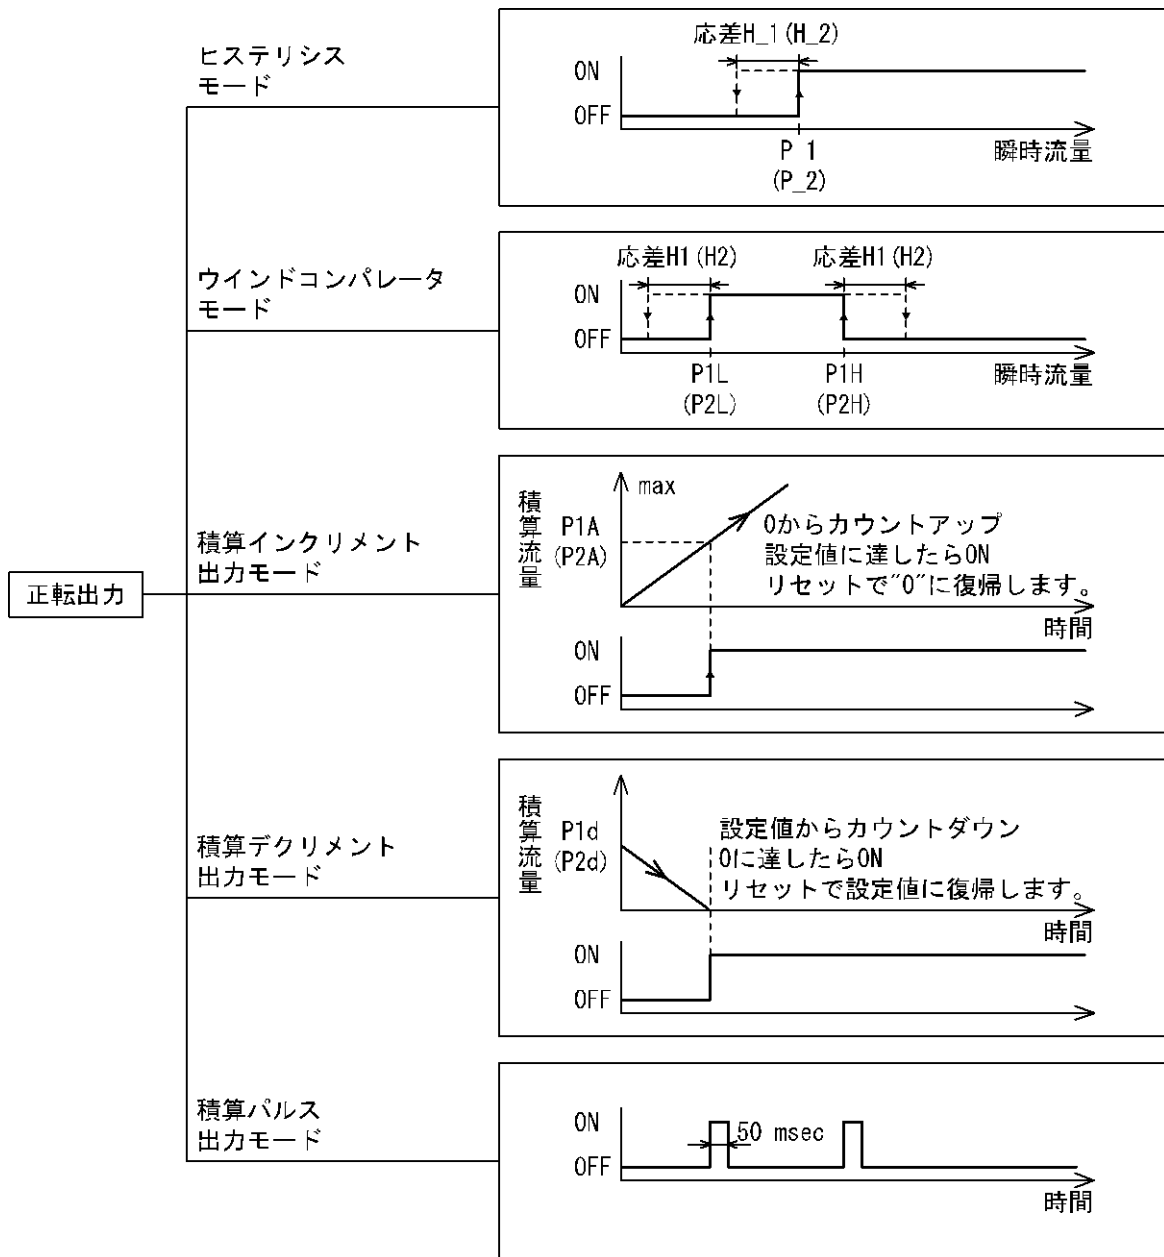 正転出力
ヒステリシス
モード
応差H_1(H_2)
ON
OFF
P 1
(P_2)
瞬時流量
ウインドコンパレータ
モード
応差H1(H2)
応差H1(H2)
ON
OFF
P1L
(P2L)
P1H
(P2H)
瞬時流量
積算インクリメント
出力モード
積算流量
P1A
(P2A)
max
0からカウントアップ
設定値に達したらON
リセットで"0"に復帰します。
時間
ON
OFF
積算デクリメント
出力モード
積算流量
P1d
(P2d)
設定値からカウントダウン
0に達したらON
リセットで設定値に復帰します。
時間
ON
OFF
積算パルス
出力モード
ON
OFF
50 msec
時間